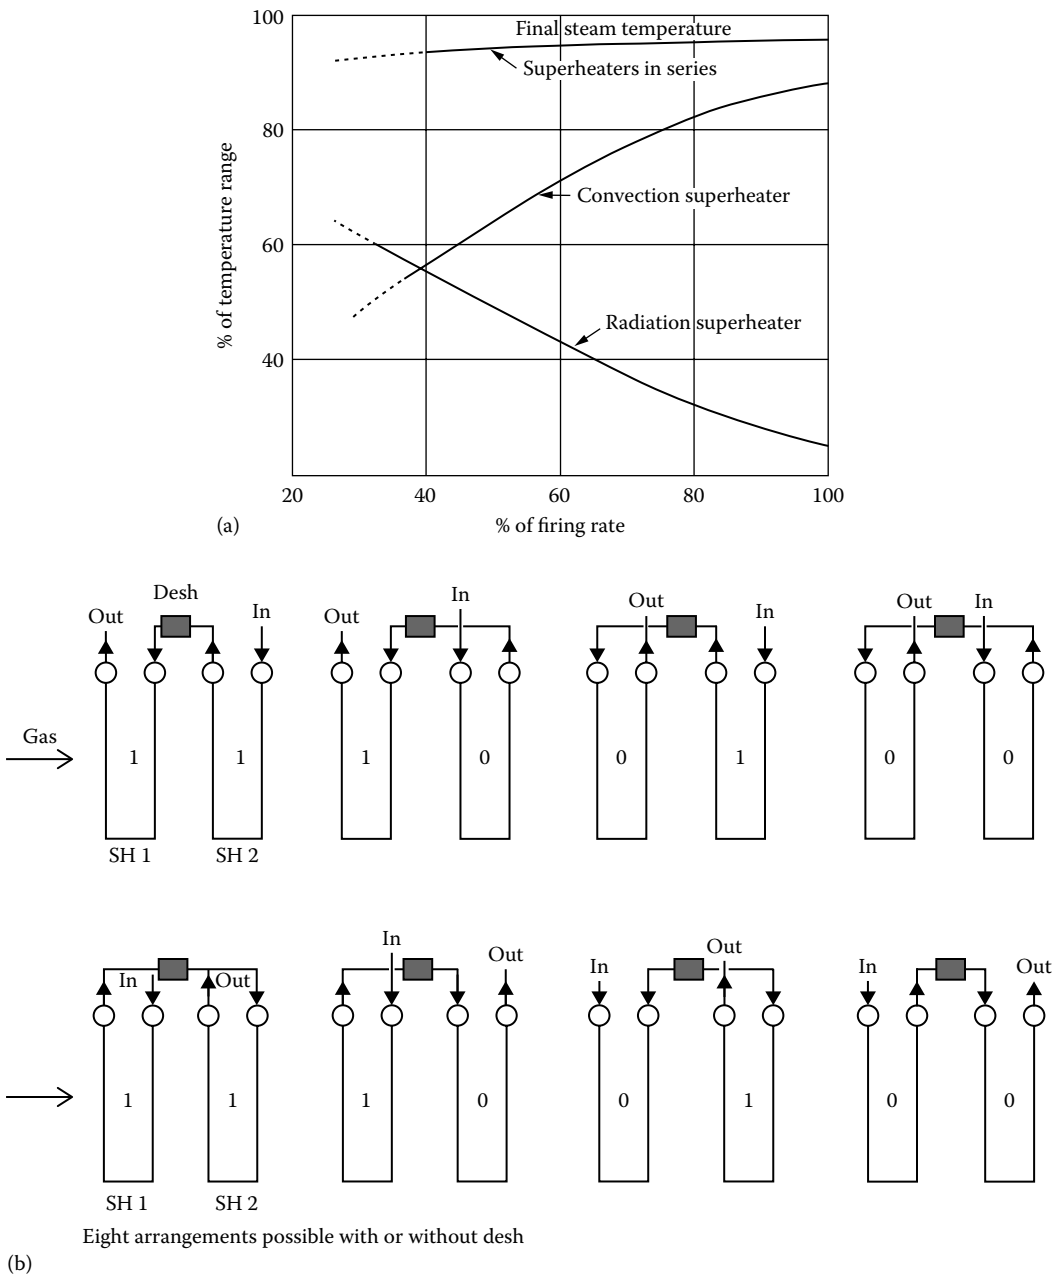 100
Final steam temperature
Superheaters in series
80
Convection superheater
% of temperature range
60
Radiation superheater
40
20 40 60 80 100
(a) % of firing rate
Desh In Out In
Out Out In Out In
Gas
1 1 1 0 0 1 0 0
SH 1 SH 2
In Out Out
In Out In In Out
1 1 1 0 0 1 0 0
SH 1 SH 2
Eight arrangements possible with or without desh
(b)